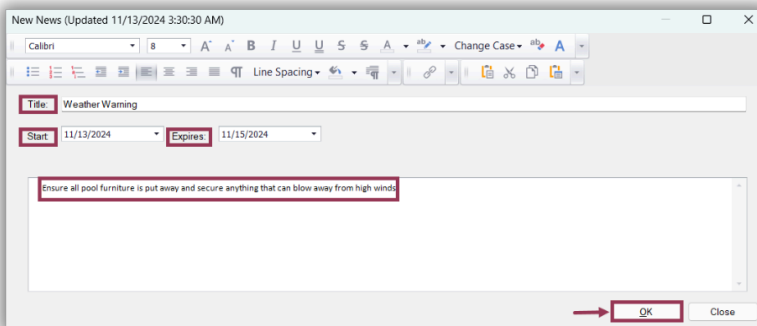 New News (Updated 11/13/2024 3:30:30 AM)
Calibri 8 A A B I U U S S A ab Change Case ab A
Line Spacing
Title: Weather Warning
Start 11/13/2024 Expires: 11/15/2024
Ensure all pool furniture is put away and secure anything that can blow away from high winds
OK Close